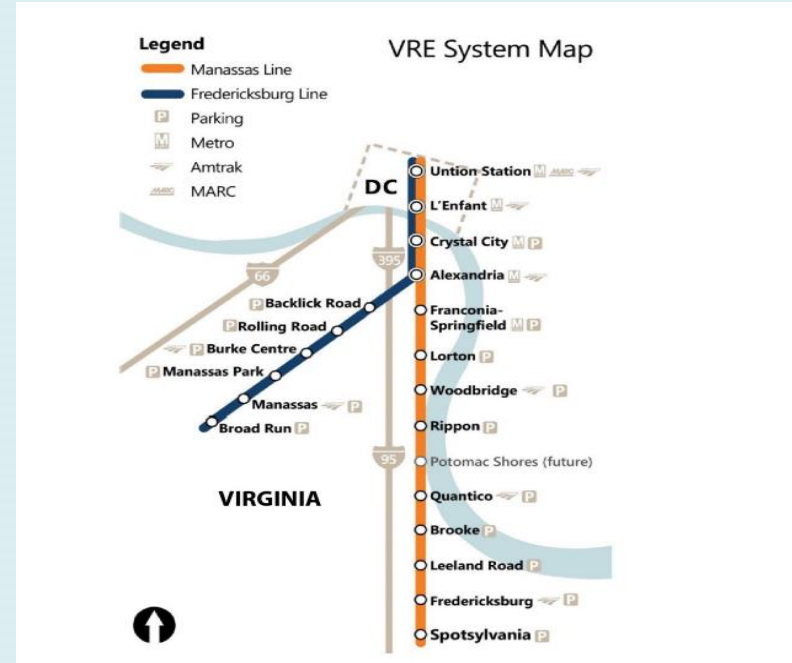 Legend
VRE System Map
Manassas Line
Fredericksburg Line
P Parking
M Metro
Amtrak
MARC MARC
DC
Untion Station M MARC
L'Enfant M
Crystal City M P
395
66
Alexandria M
P Backlick Road
Franconia-
Springfield M P
P Rolling Road
P Burke Centre
Lorton P
P Manassas Park
Woodbridge P
Manassas P
Broad Run P
Rippon P
95
Potomac Shores (future)
VIRGINIA
Quantico P
Brooke P
Leeland Road P
Fredericksburg P
Spotsylvania P